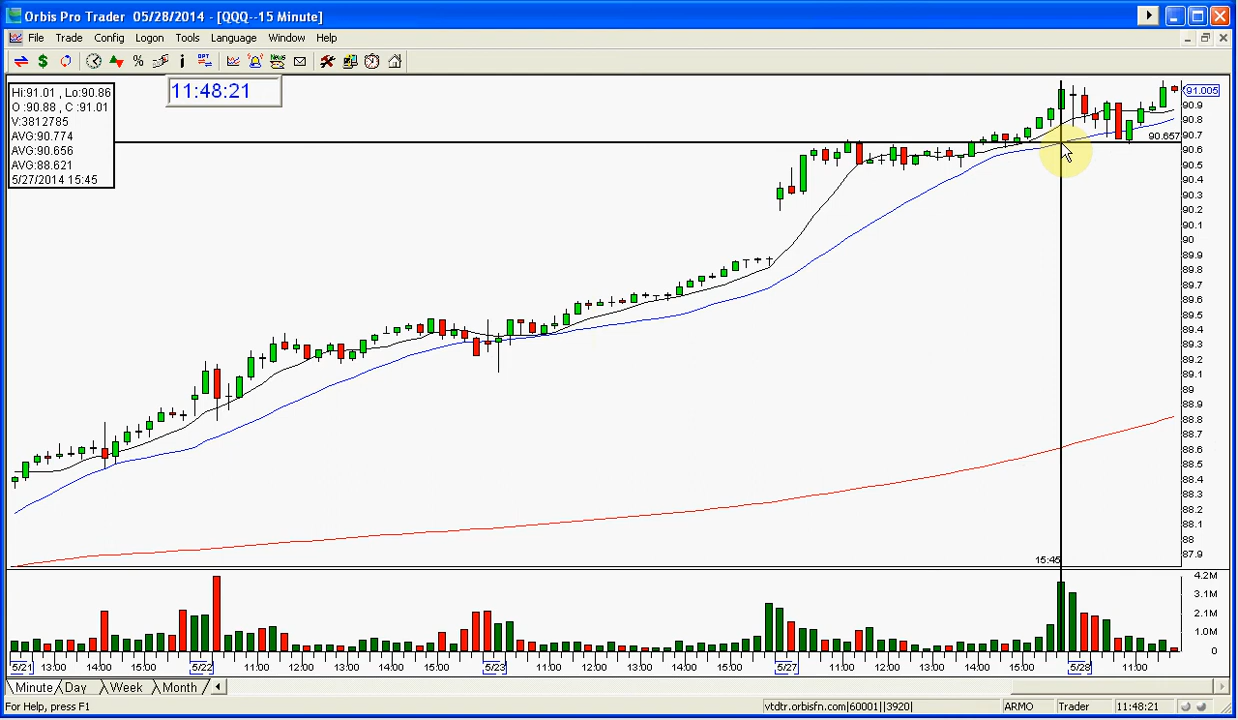 Orbis Pro Trader 05/28/2014 - [QQQ--15 Minute]
File Trade Config Logon Tools Language Window Help
Hi:91.01 , Lo:90.86
O :90.88 , C :91.01
V:3812785
AVG:90.774
AVG:90.656
AVG:88.621
5/27/2014 15:45
11:48:21
91.005
90.9
90.8
90.7
90.657
90.6
90.5
90.4
90.3
90.2
90.1
90
89.9
89.8
89.7
89.6
89.5
89.4
89.3
89.2
89.1
89
88.9
88.8
88.7
88.6
88.5
88.4
88.3
88.2
88.1
88
87.9
15:45
4.2M
3.1M
2.1M
1.0M
0
5/21 13:00 14:00 15:00 5/22 11:00 12:00 13:00 14:00 15:00 5/23 11:00 12:00 13:00 14:00 15:00 5/27 11:00 12:00 13:00 14:00 15:00 5/28 11:00
Minute Day Week Month
For Help, press F1 vtdtr.orbisfn.com|60001||3920| ARMO Trader 11:48:21